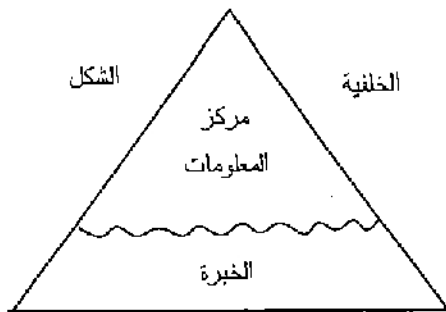 الخلفية
الشكل
مركز
المعلومات
الخبرة